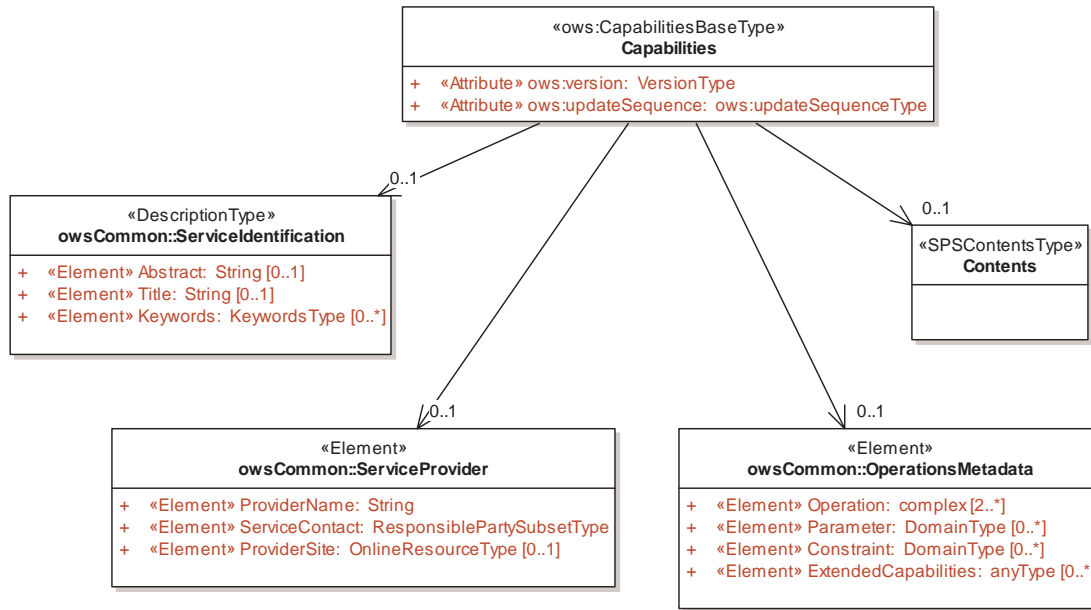 «ows:CapabilitiesBaseType»
Capabilities
+ «Attribute» ows:version: VersionType
+ «Attribute» ows:updateSequence: ows:updateSequenceType
0..1
0..1
«DescriptionType»
owsCommon::ServiceIdentification
+ «Element» Abstract: String [0..1]
+ «Element» Title: String [0..1]
+ «Element» Keywords: KeywordsType [0..*]
«SPSContentsType»
Contents
0..1
0..1
«Element»
owsCommon::ServiceProvider
+ «Element» ProviderName: String
+ «Element» ServiceContact: ResponsiblePartySubsetType
+ «Element» ProviderSite: OnlineResourceType [0..1]
«Element»
owsCommon::OperationsMetadata
+ «Element» Operation: complex [2..*]
+ «Element» Parameter: DomainType [0..*]
+ «Element» Constraint: DomainType [0..*]
+ «Element» ExtendedCapabilities: anyType [0..*